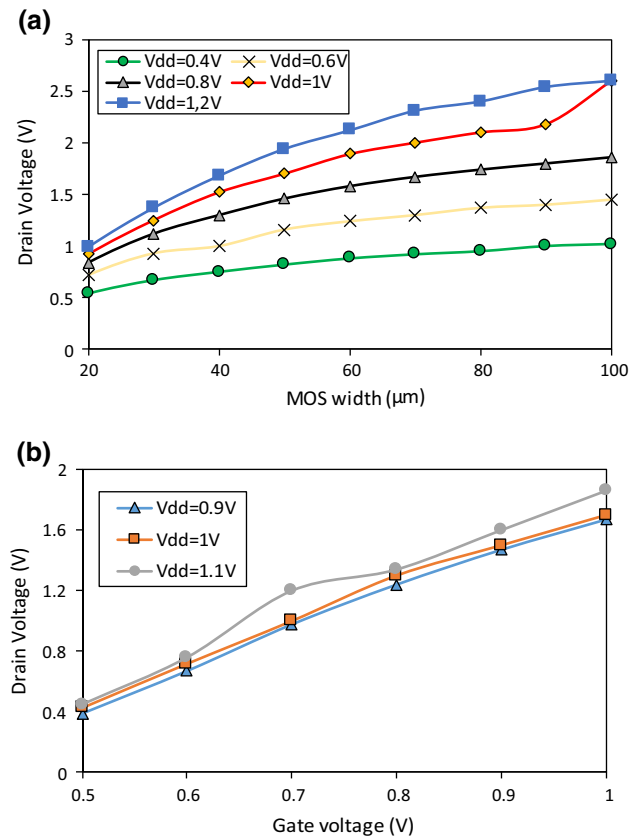 (a)
3
2.5
2
1.5
1
0.5
0
Drain Voltage (V)
Vdd=0.4V Vdd=0.6V
Vdd=0.8V Vdd=1V
Vdd=1,2V
20 40 60 80 100
MOS width (μm)
(b)
2
1.6
1.2
0.8
0.4
0
Drain Voltage (V)
Vdd=0.9V
Vdd=1V
Vdd=1.1V
0.5 0.6 0.7 0.8 0.9 1
Gate voltage (V)